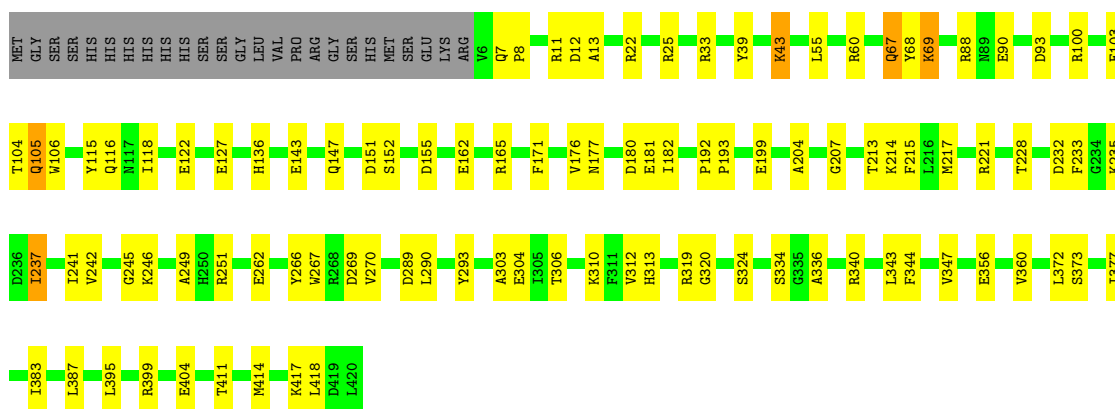 MET GLY SER SER HIS HIS HIS HIS HIS HIS SER SER GLY LEU VAL PRO ARG GLY SER HIS MET SER GLU LYS ARG V6 Q7 P8 R11 D12 A13 R22 R25 R33 Y39 K43 L55 R60 Q67 Y68 K69 R88 N89 E90 D93 R100
T104 Q105 W106 Y115 Q116 N117 I118 E122 E127 H136 E143 Q147 D151 S152 D155 E162 R165 F171 V176 N177 D180 E181 I182 P192 P193 E199 A204 G207 T213 K214 F215 L216 M217 R221 T228 D232 F233 G234
D236 I237 I241 V242 G245 K246 A249 H250 R251 E262 Y266 W267 R268 D269 V270 D289 L290 Y293 A303 E304 I305 T306 K310 F311 V312 H313 R319 G320 S324 S334 G335 A336 R340 L343 F344 V347 E356 V360 L372 S373
I383 L387 L395 R399 E404 T411 M414 K417 L418 D419 L420